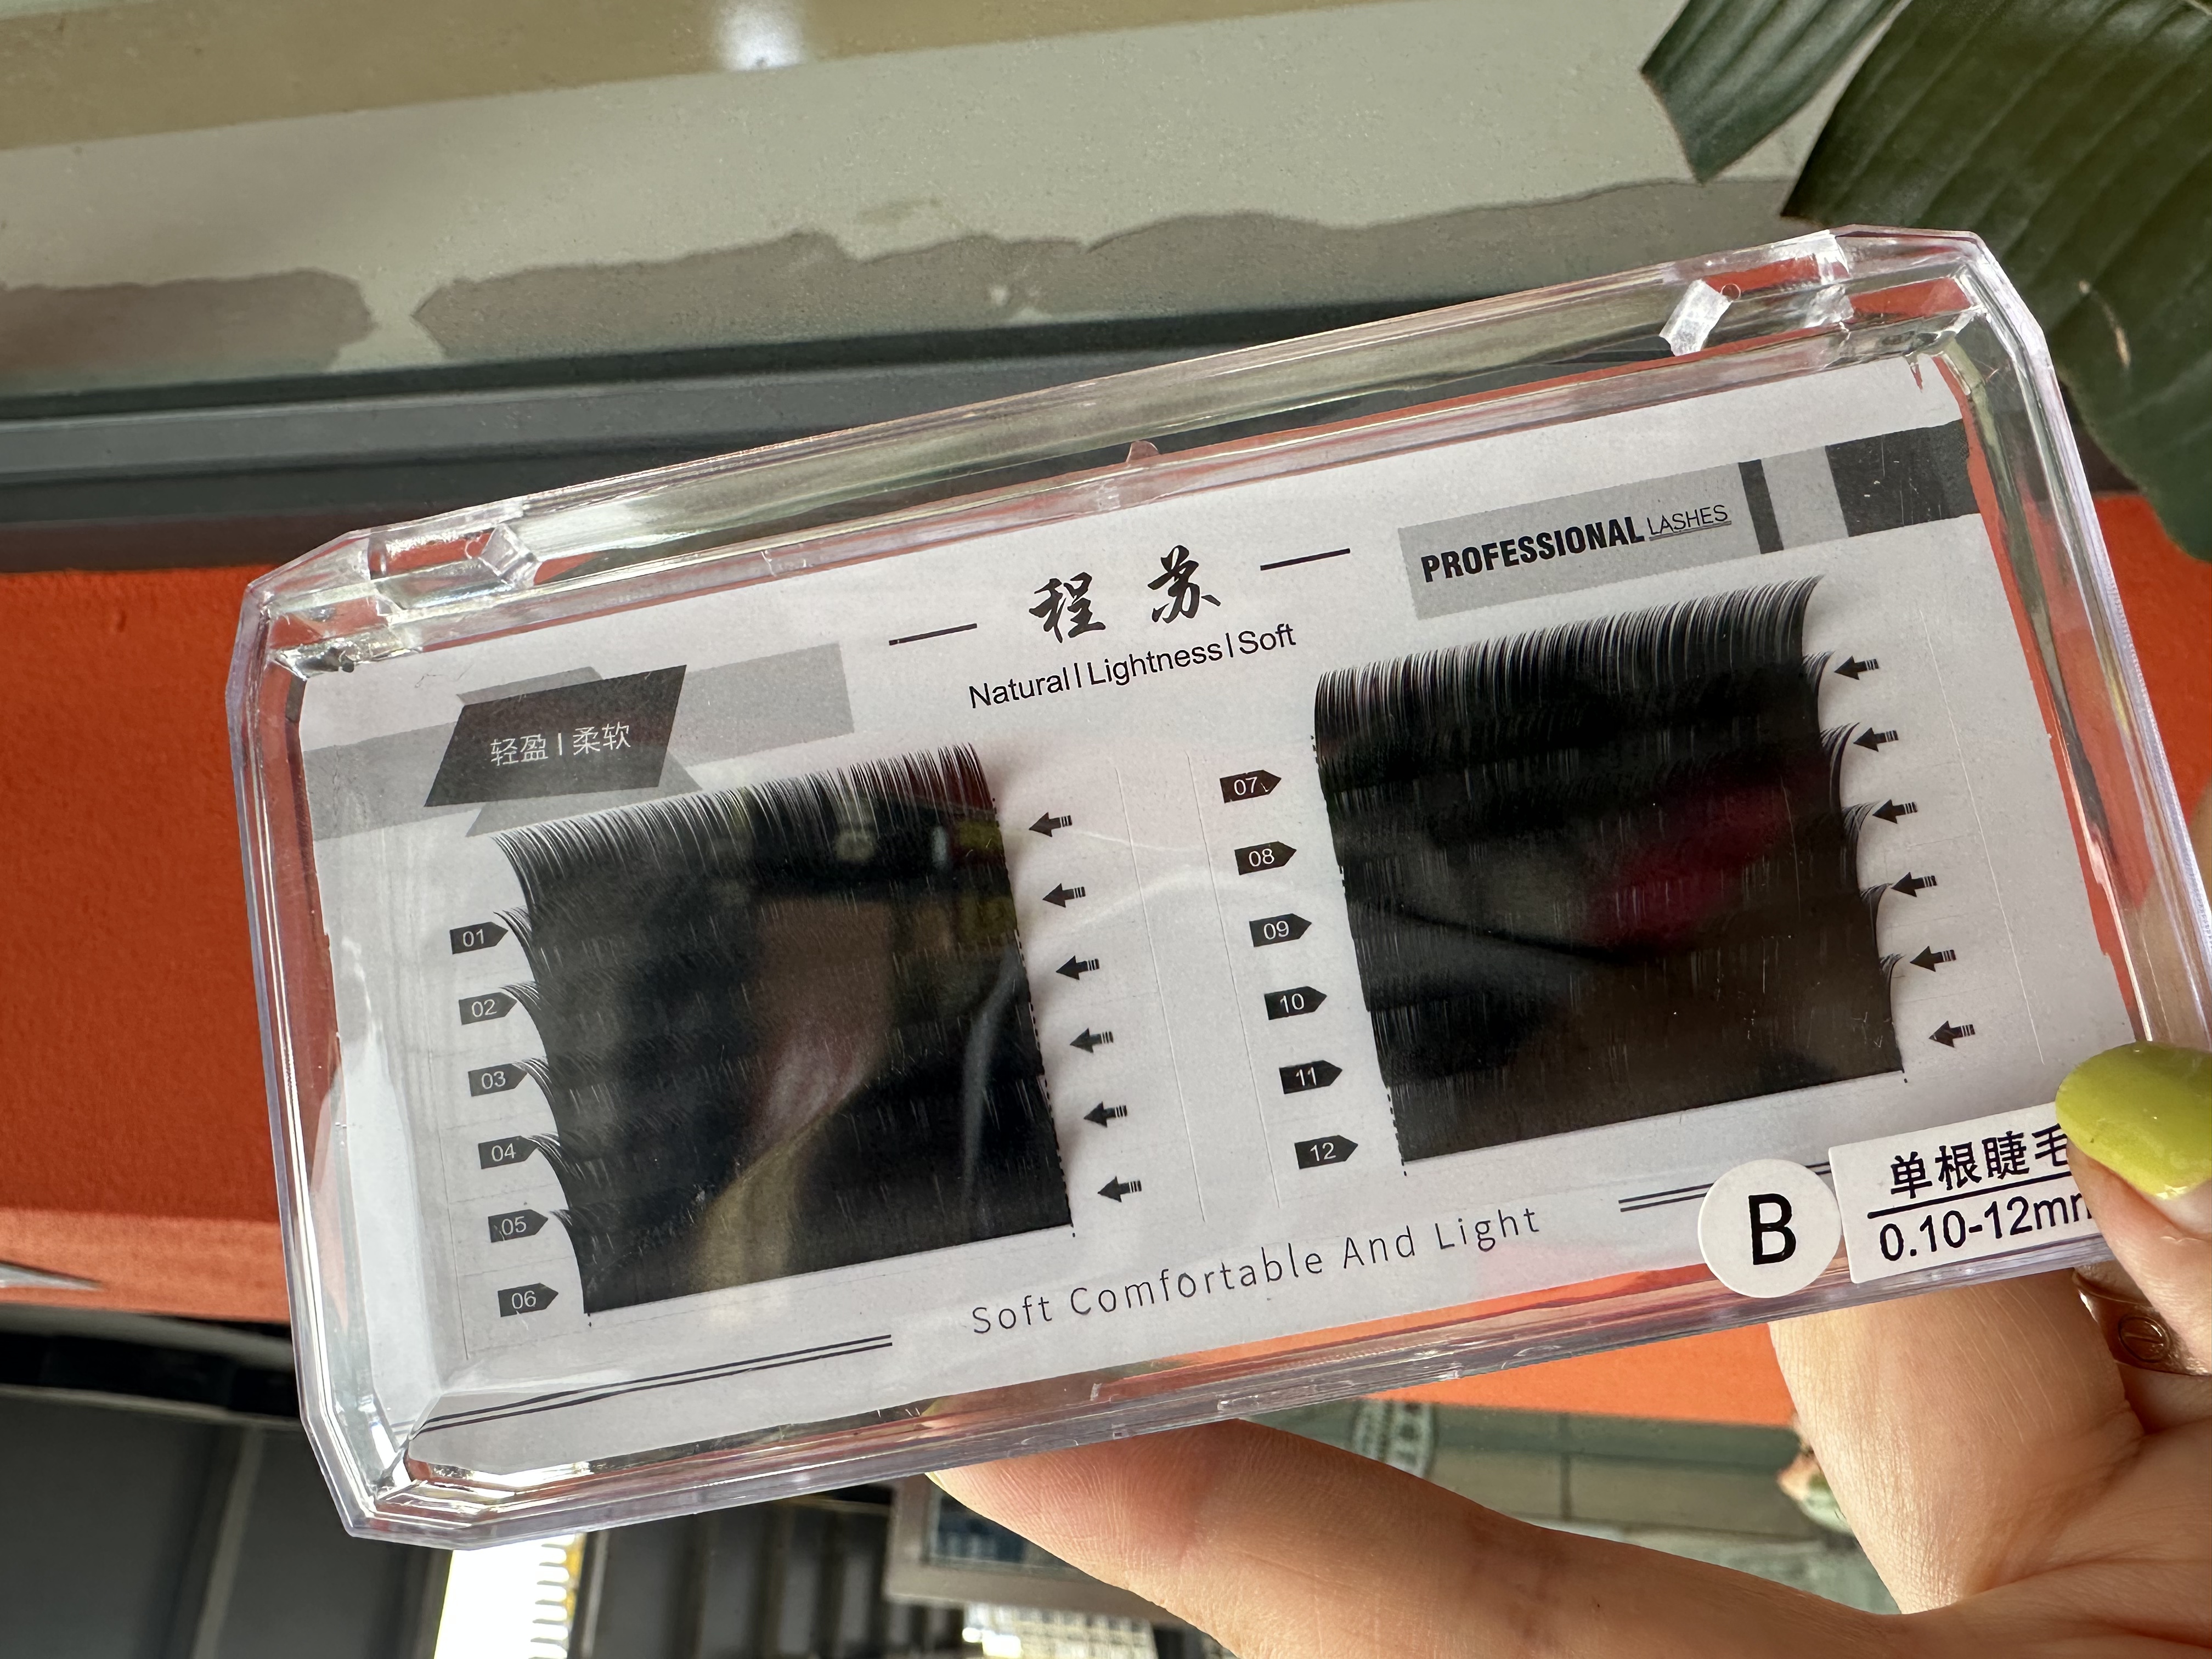 程 苏
Natural | Lightness | Soft
PROFESSIONAL LASHES
轻盈 | 柔软
01
02
03
04
05
06
07
08
09
10
11
12
Soft Comfortable And Light
B
单根睫毛
0.10-12mm